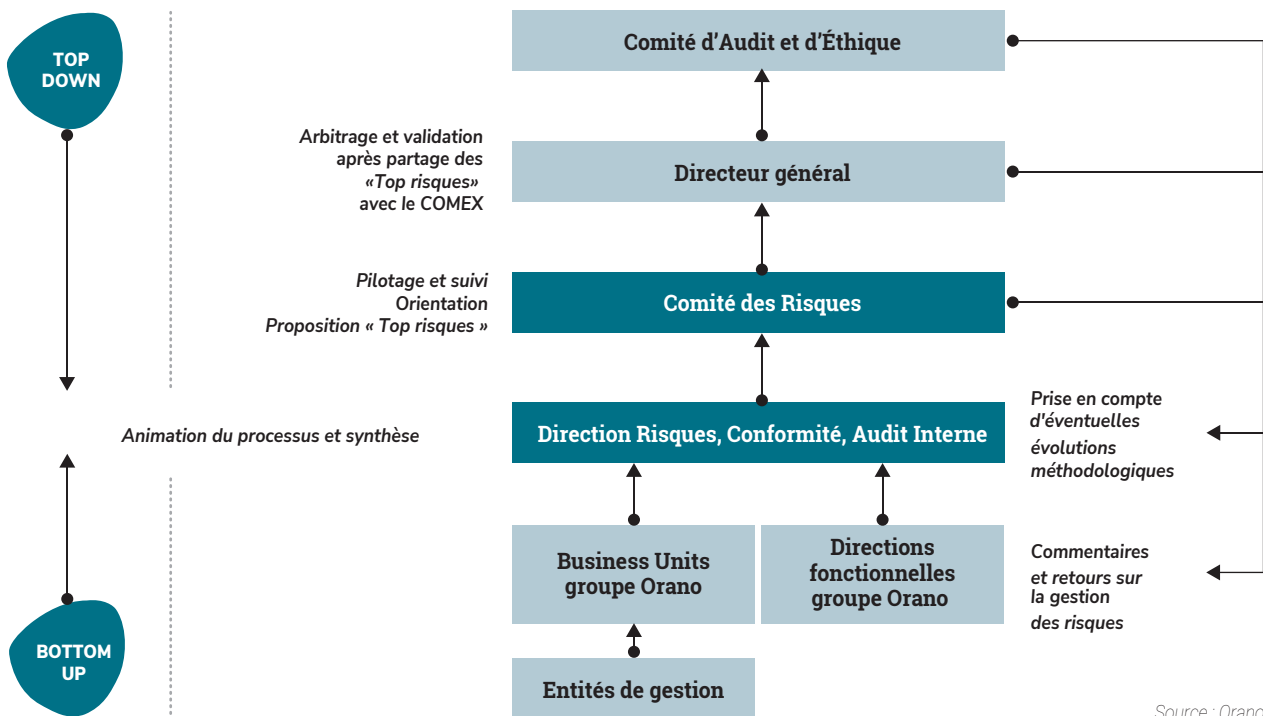 TOP
DOWN
Comité d'Audit et d'Éthique
Arbitrage et validation
après partage des
«Top risques»
avec le COMEX
Directeur général
Pilotage et suivi
Orientation
Proposition « Top risques »
Comité des Risques
Animation du processus et synthèse
Direction Risques, Conformité, Audit Interne
Prise en compte
d'éventuelles
évolutions
méthodologiques
Business Units
groupe Orano
Directions
fonctionnelles
groupe Orano
Commentaires
et retours sur
la gestion
des risques
BOTTOM
UP
Entités de gestion
Source : Orano